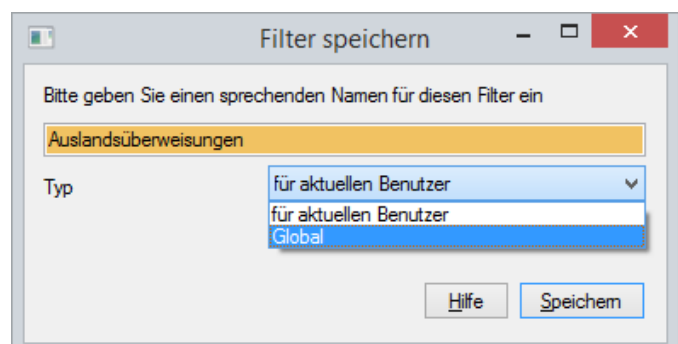 Filter speichern
Bitte geben Sie einen sprechenden Namen für diesen Filter ein
Auslandsüberweisungen
Typ für aktuellen Benutzer
für aktuellen Benutzer
Global
Hilfe Speichern